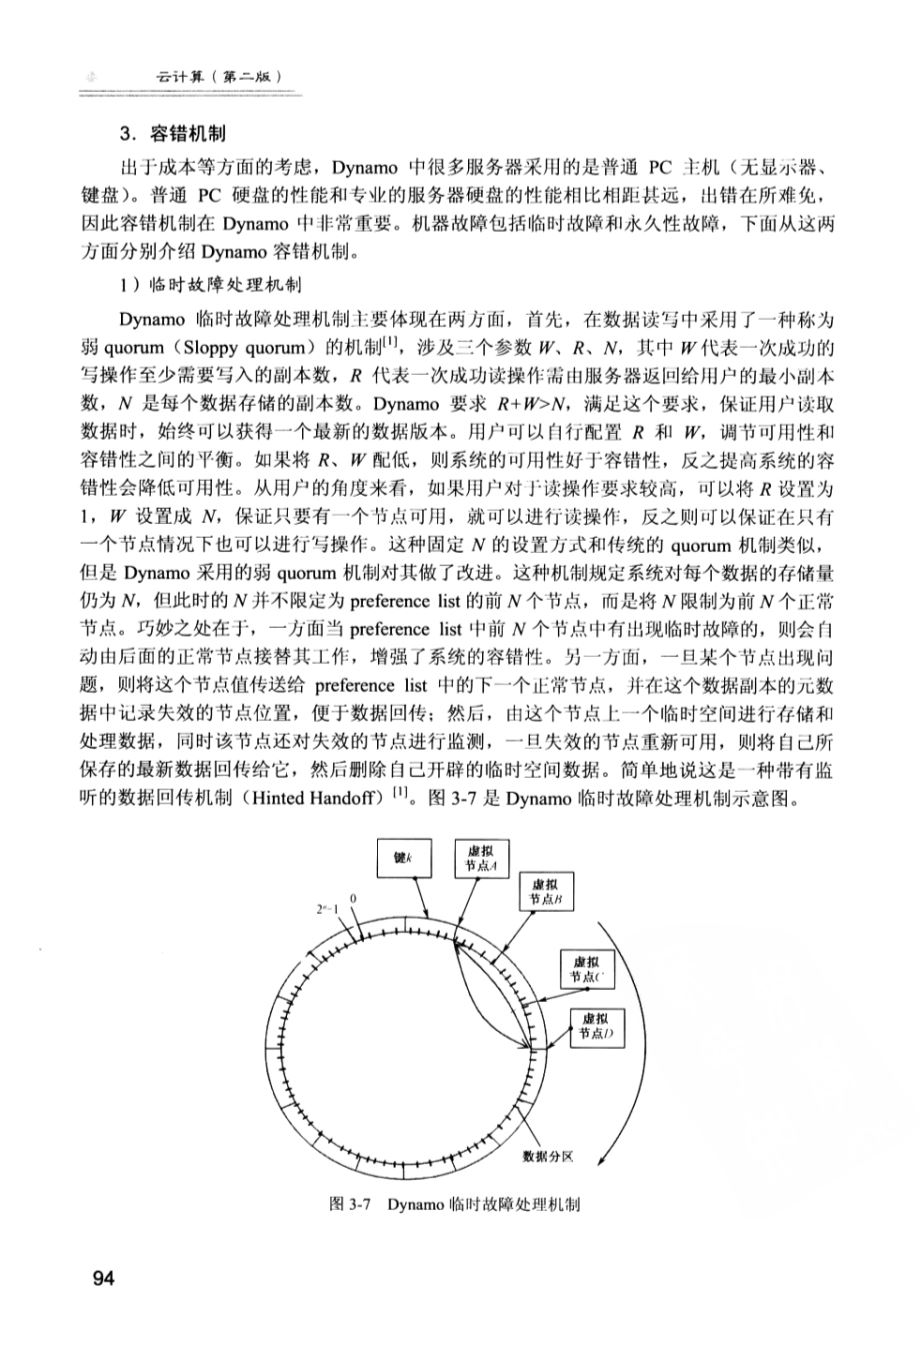 云计算（第二版）
3．容错机制
出于成本等方面的考虑，Dynamo 中很多服务器采用的是普通 PC 主机（无显示器、
键盘）。普通 PC 硬盘的性能和专业的服务器硬盘的性能相比相距甚远，出错在所难免，
因此容错机制在 Dynamo 中非常重要。机器故障包括临时故障和永久性故障，下面从这两
方面分别介绍 Dynamo 容错机制。
1）临时故障处理机制
Dynamo 临时故障处理机制主要体现在两方面，首先，在数据读写中采用了一种称为
弱 quorum（Sloppy quorum）的机制[1]，涉及三个参数 W、R、N，其中 W 代表一次成功的
写操作至少需要写入的副本数，R 代表一次成功读操作需由服务器返回给用户的最小副本
数，N 是每个数据存储的副本数。Dynamo 要求 R+W>N，满足这个要求，保证用户读取
数据时，始终可以获得一个最新的数据版本。用户可以自行配置 R 和 W，调节可用性和
容错性之间的平衡。如果将 R、W 配低，则系统的可用性好于容错性，反之提高系统的容
错性会降低可用性。从用户的角度来看，如果用户对于读操作要求较高，可以将 R 设置为
1，W 设置成 N，保证只要有一个节点可用，就可以进行读操作，反之则可以保证在只有
一个节点情况下也可以进行写操作。这种固定 N 的设置方式和传统的 quorum 机制类似，
但是 Dynamo 采用的弱 quorum 机制对其做了改进。这种机制规定系统对每个数据的存储量
仍为 N，但此时的 N 并不限定为 preference list 的前 N 个节点，而是将 N 限制为前 N 个正常
节点。巧妙之处在于，一方面当 preference list 中前 N 个节点中有出现临时故障的，则会自
动由后面的正常节点接替其工作，增强了系统的容错性。另一方面，一旦某个节点出现问
题，则将这个节点值传送给 preference list 中的下一个正常节点，并在这个数据副本的元数
据中记录失效的节点位置，便于数据回传；然后，由这个节点上一个临时空间进行存储和
处理数据，同时该节点还对失效的节点进行监测，一旦失效的节点重新可用，则将自己所
保存的最新数据回传给它，然后删除自己开辟的临时空间数据。简单地说这是一种带有监
听的数据回传机制（Hinted Handoff）[1]。图 3-7 是 Dynamo 临时故障处理机制示意图。
键k
虚拟
节点A
虚拟
节点B
2ⁿ-1
0
虚拟
节点C
虚拟
节点D
数据分区
图 3-7 Dynamo 临时故障处理机制
94